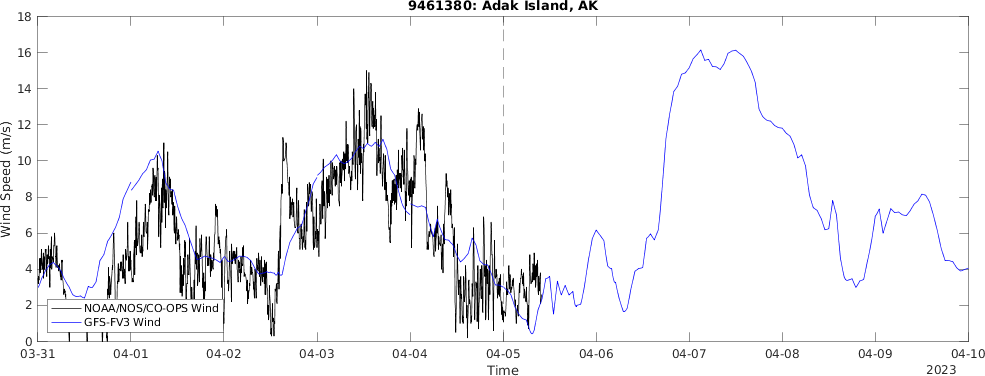 9461380: Adak Island, AK
18
16
14
12
10
8
6
4
2
0
Wind Speed (m/s)
NOAA/NOS/CO-OPS Wind
GFS-FV3 Wind
03-31 04-01 04-02 04-03 04-04 04-05 04-06 04-07 04-08 04-09 04-10
Time
2023